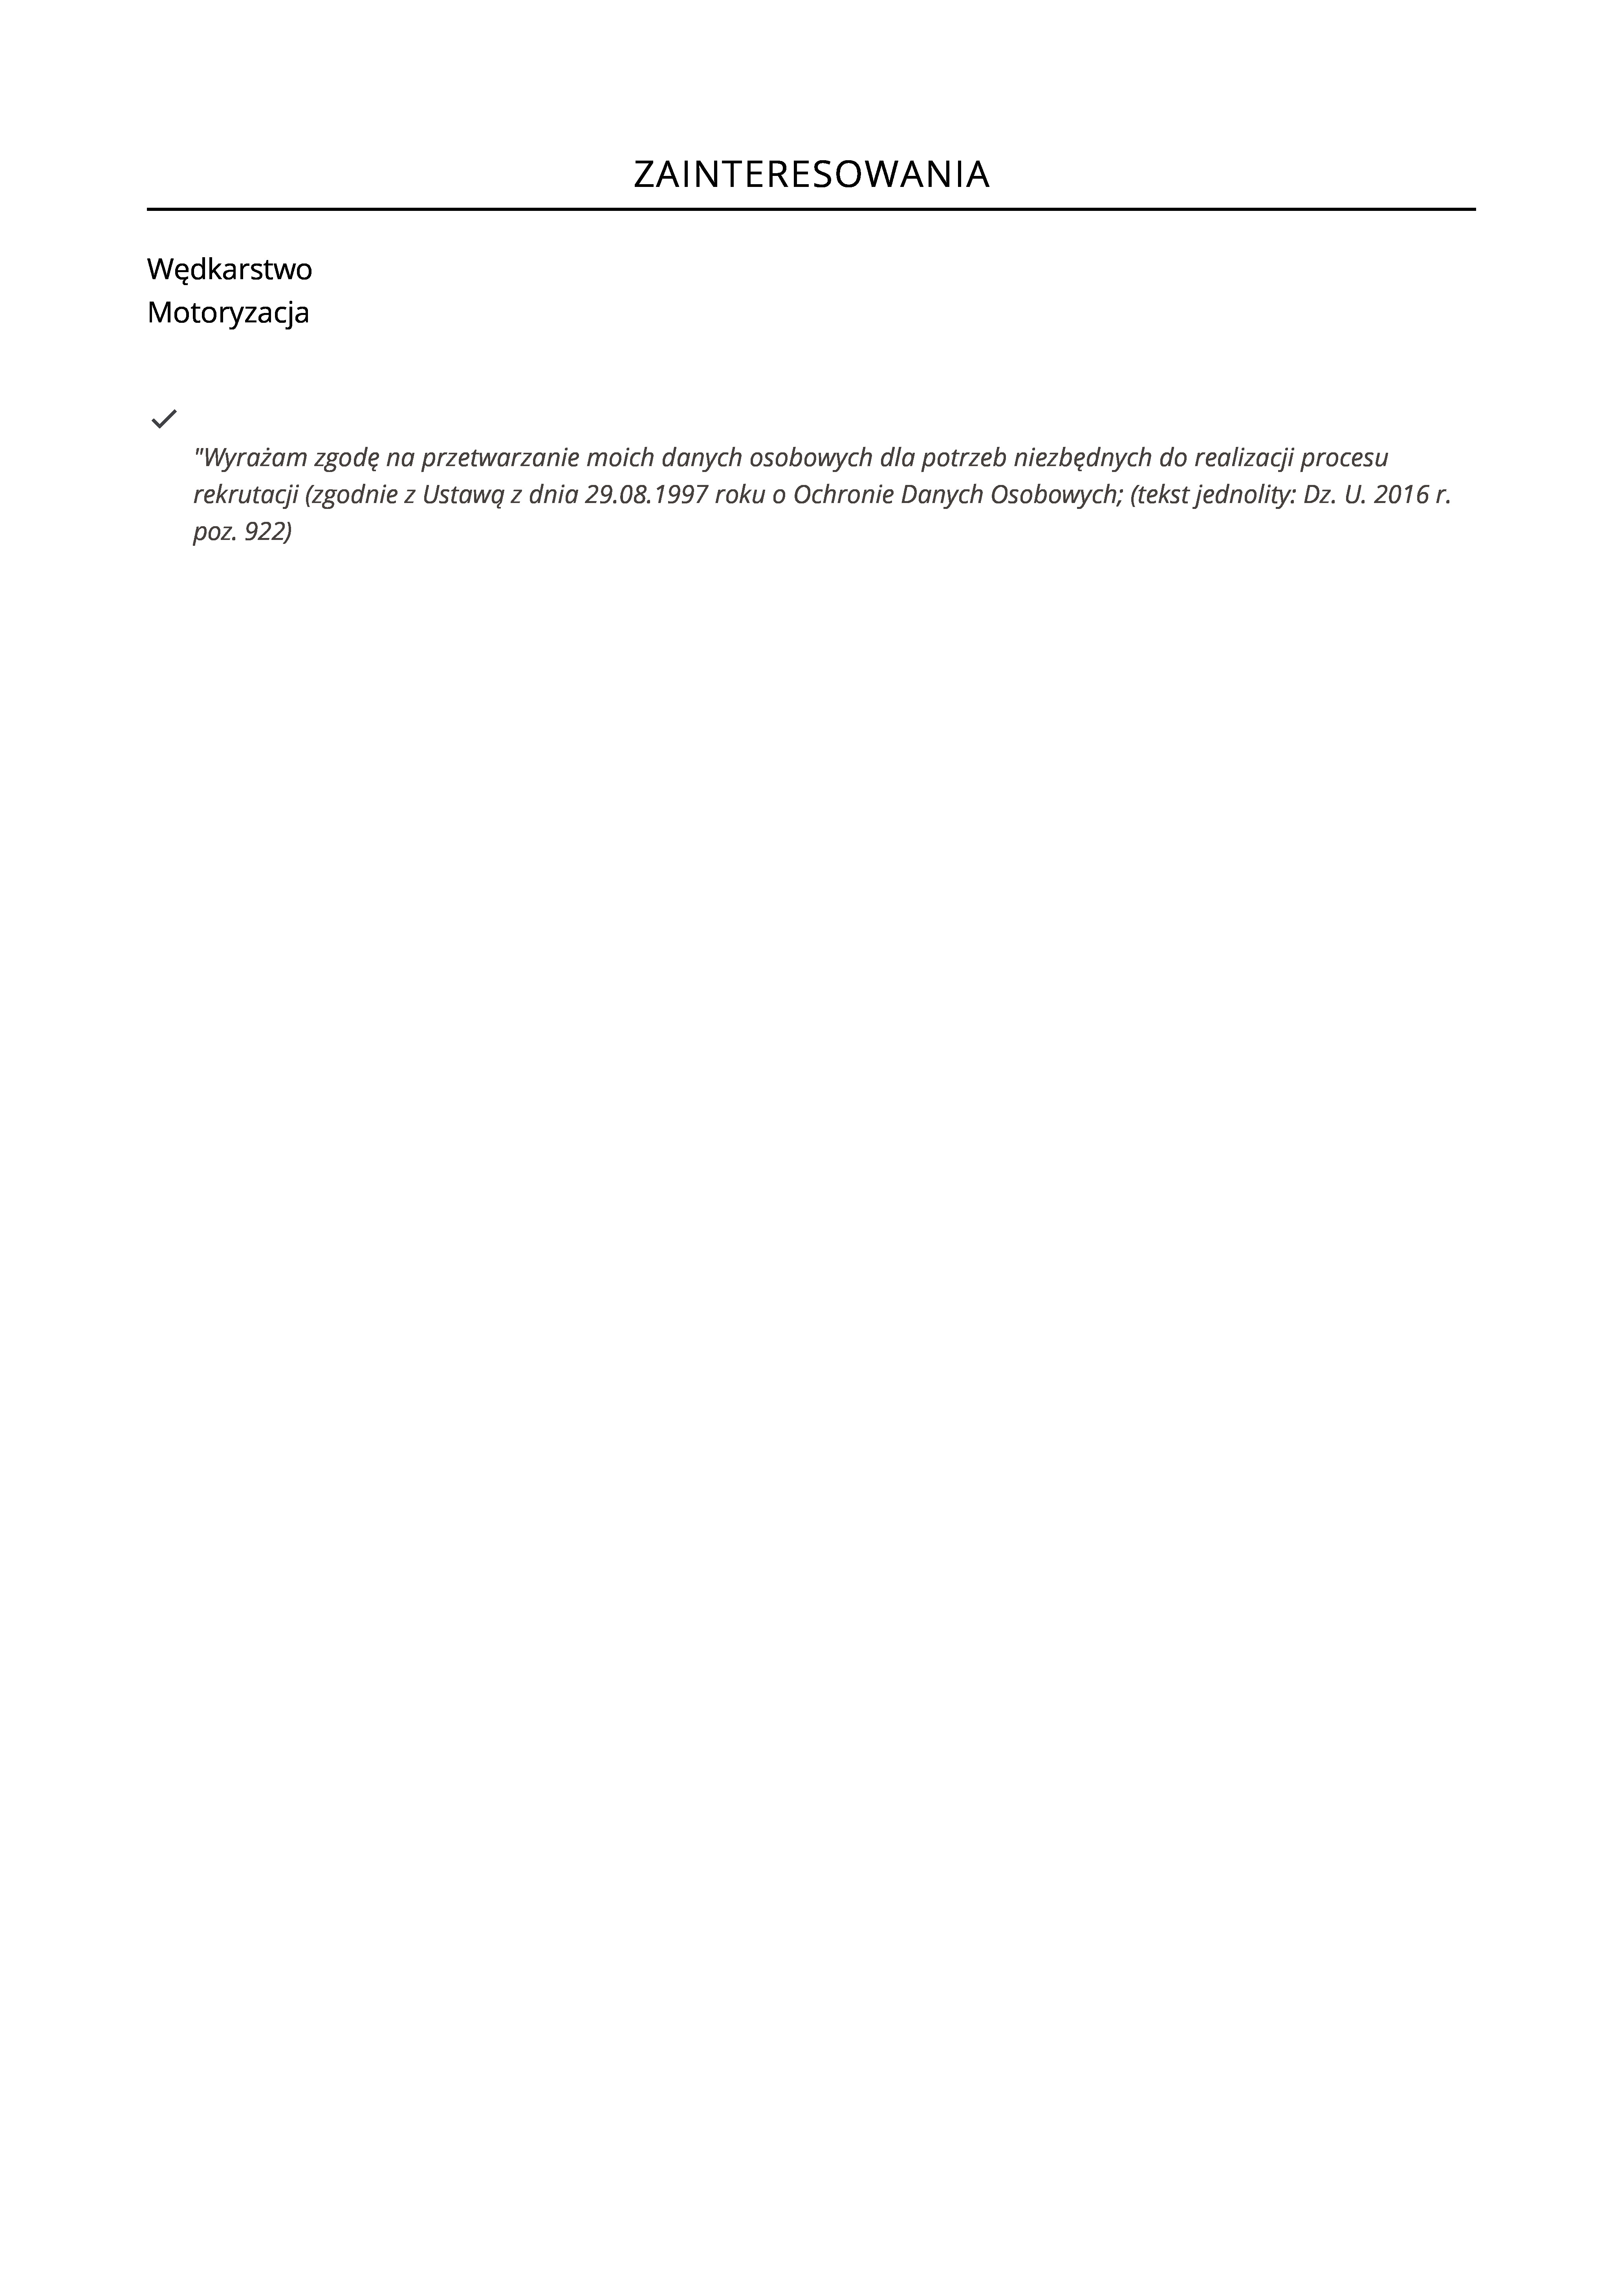 ZAINTERESOWANIA
Wędkarstwo
Motoryzacja
"Wyrażam zgodę na przetwarzanie moich danych osobowych dla potrzeb niezbędnych do realizacji procesu
rekrutacji (zgodnie z Ustawą z dnia 29.08.1997 roku o Ochronie Danych Osobowych; (tekst jednolity: Dz. U. 2016 r.
poz. 922)